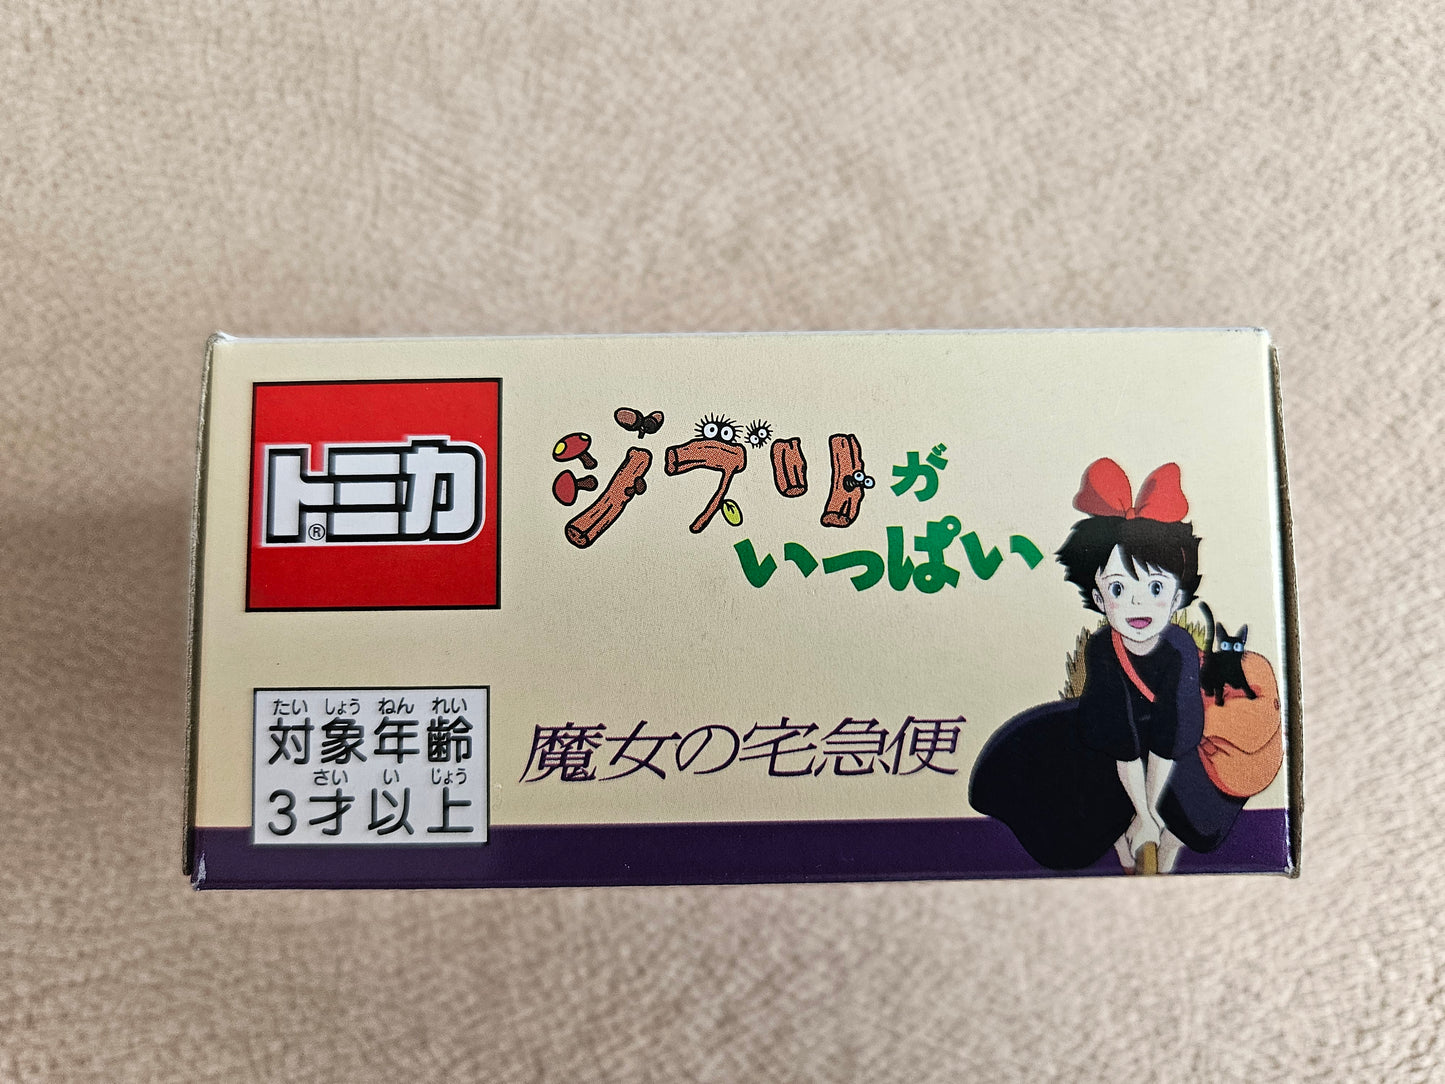 トミカ®
ジブリが
いっぱい
たいしょうねんれい
対象年齢
さいいじょう
3才以上
魔女の宅急便